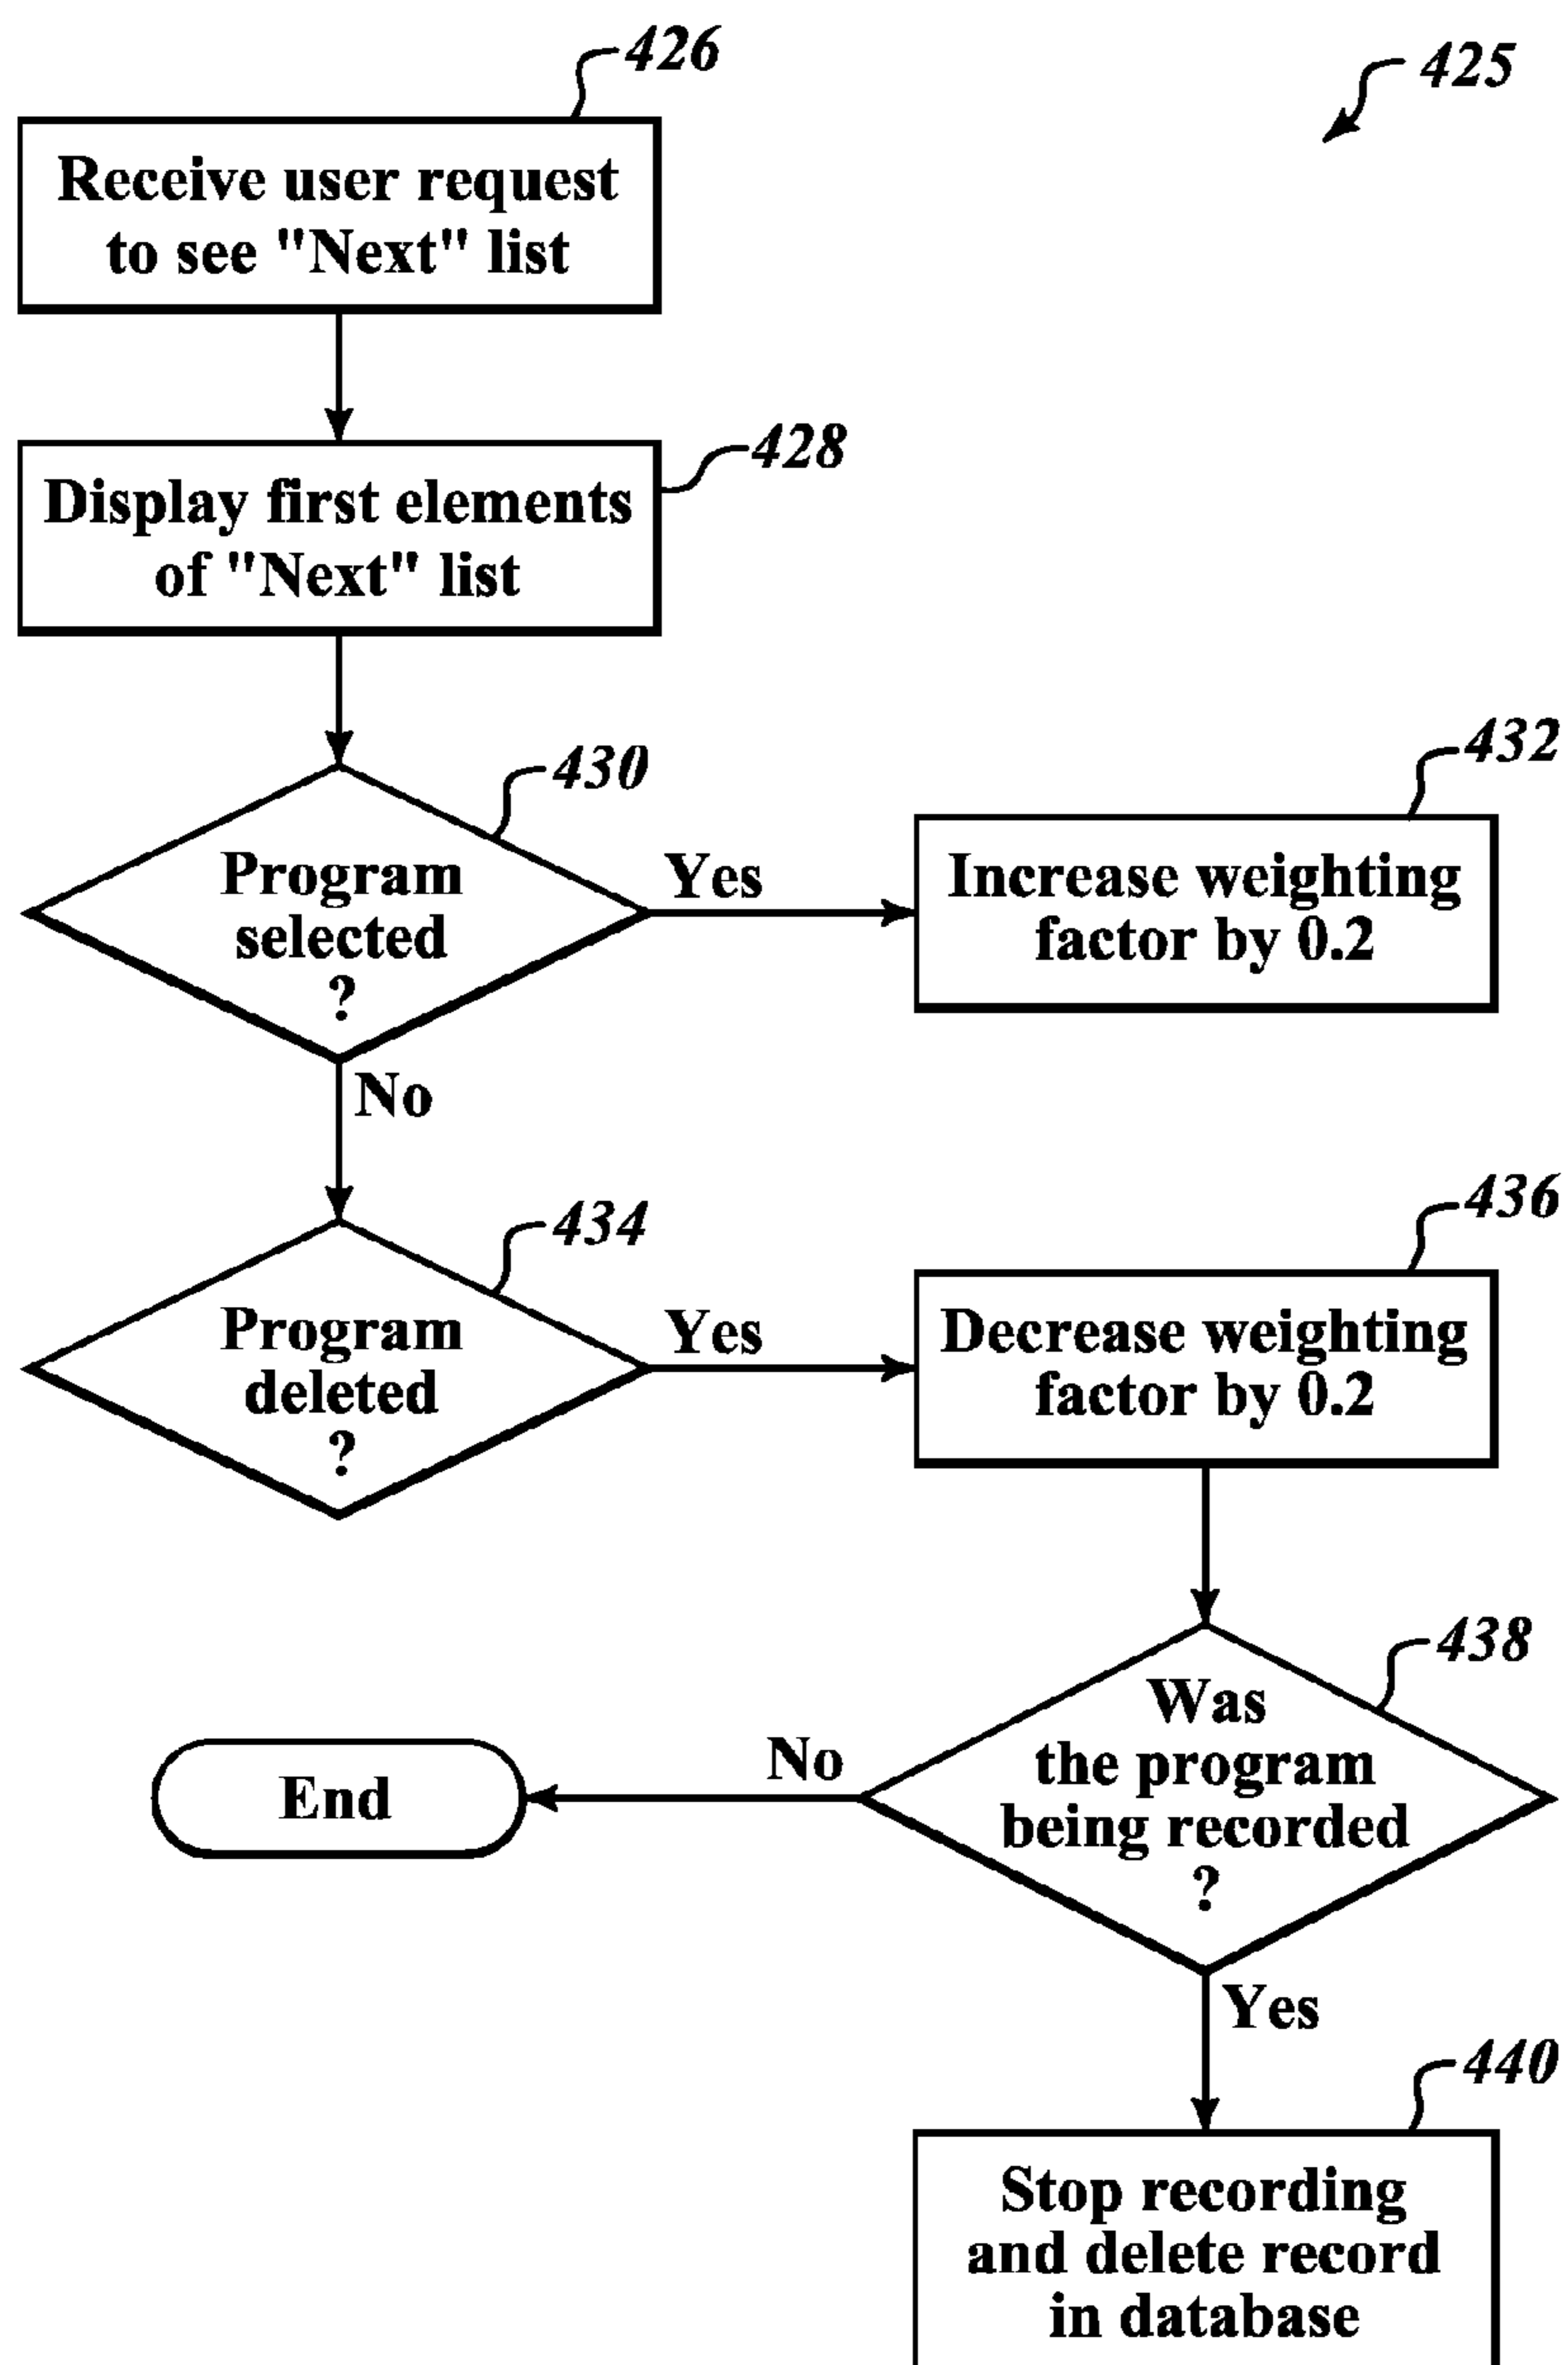 426
425
Receive user request
to see "Next" list
428
Display first elements
of "Next" list
430
432
Program
selected
?
Yes
Increase weighting
factor by 0.2
No
434
436
Program
deleted
?
Yes
Decrease weighting
factor by 0.2
438
Was
the program
being recorded
?
No
End
Yes
440
Stop recording
and delete record
in database